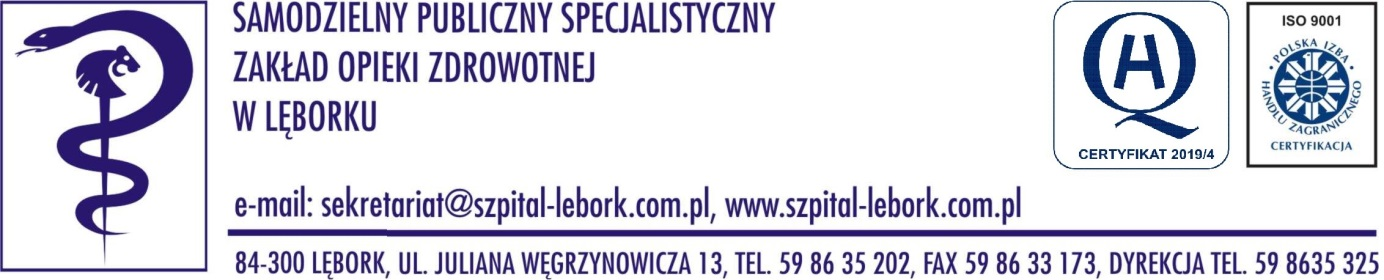 SAMODZIELNY PUBLICZNY SPECJALISTYCZNY
ZAKŁAD OPIEKI ZDROWOTNEJ
W LĘBORKU
HQ
CERTYFIKAT 2019/4
ISO 9001
POLSKA IZBA
HANDLU ZAGRANICZNEGO
CERTYFIKACJA
e-mail: sekretariat@szpital-lebork.com.pl, www.szpital-lebork.com.pl
84-300 LĘBORK, UL. JULIANA WĘGRZYNOWICZA 13, TEL. 59 86 35 202, FAX 59 86 33 173, DYREKCJA TEL. 59 8635 325